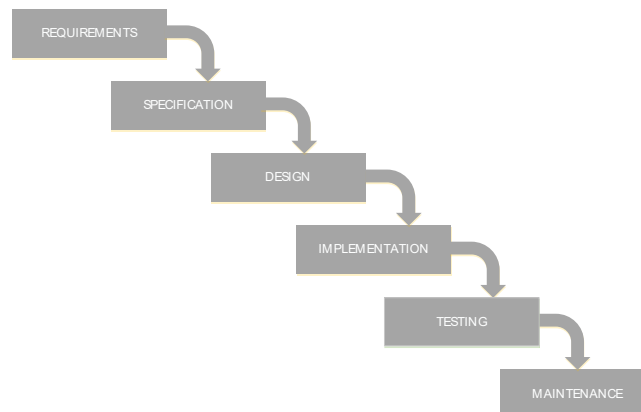 REQUIREMENTS
SPECIFICATION
DESIGN
IMPLEMENTATION
TESTING
MAINTENANCE